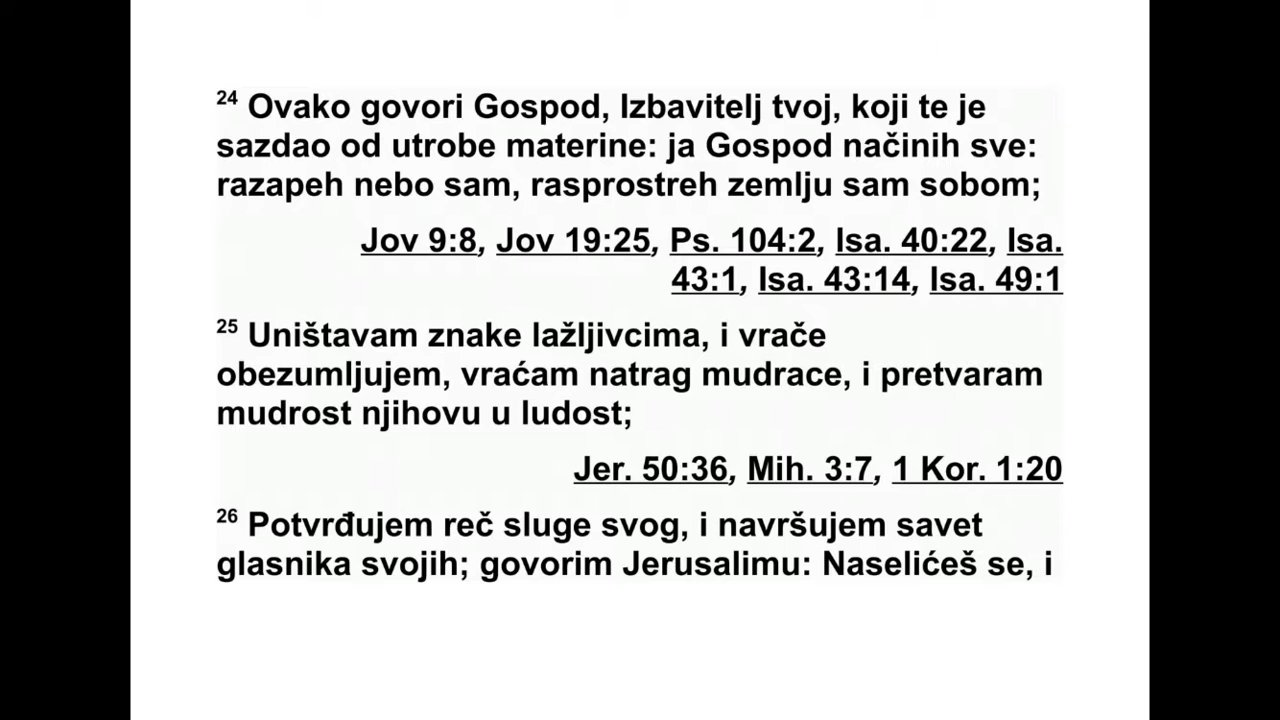 24 Ovako govori Gospod, Izbavitelj tvoj, koji te je
sazdao od utrobe materine: ja Gospod načinih sve:
razapeh nebo sam, rasprostreh zemlju sam sobom;
Jov 9:8, Jov 19:25, Ps. 104:2, Isa. 40:22, Isa.
43:1, Isa. 43:14, Isa. 49:1
25 Uništavam znake lažljivcima, i vrače
obezumljujem, vraćam natrag mudrace, i pretvaram
mudrost njihovu u ludost;
Jer. 50:36, Mih. 3:7, 1 Kor. 1:20
26 Potvrđujem reč sluge svog, i navršujem savet
glasnika svojih; govorim Jerusalimu: Naselićeš se, i